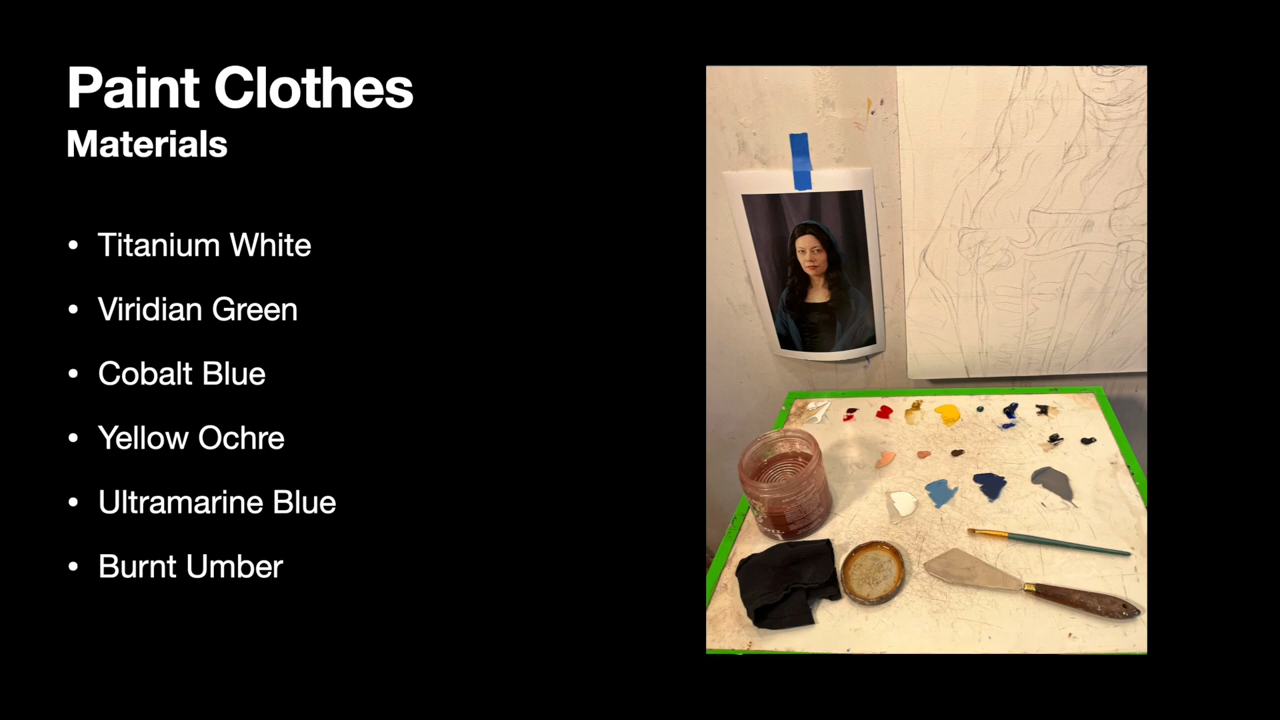 Paint Clothes
Materials
• Titanium White
• Viridian Green
• Cobalt Blue
• Yellow Ochre
• Ultramarine Blue
• Burnt Umber